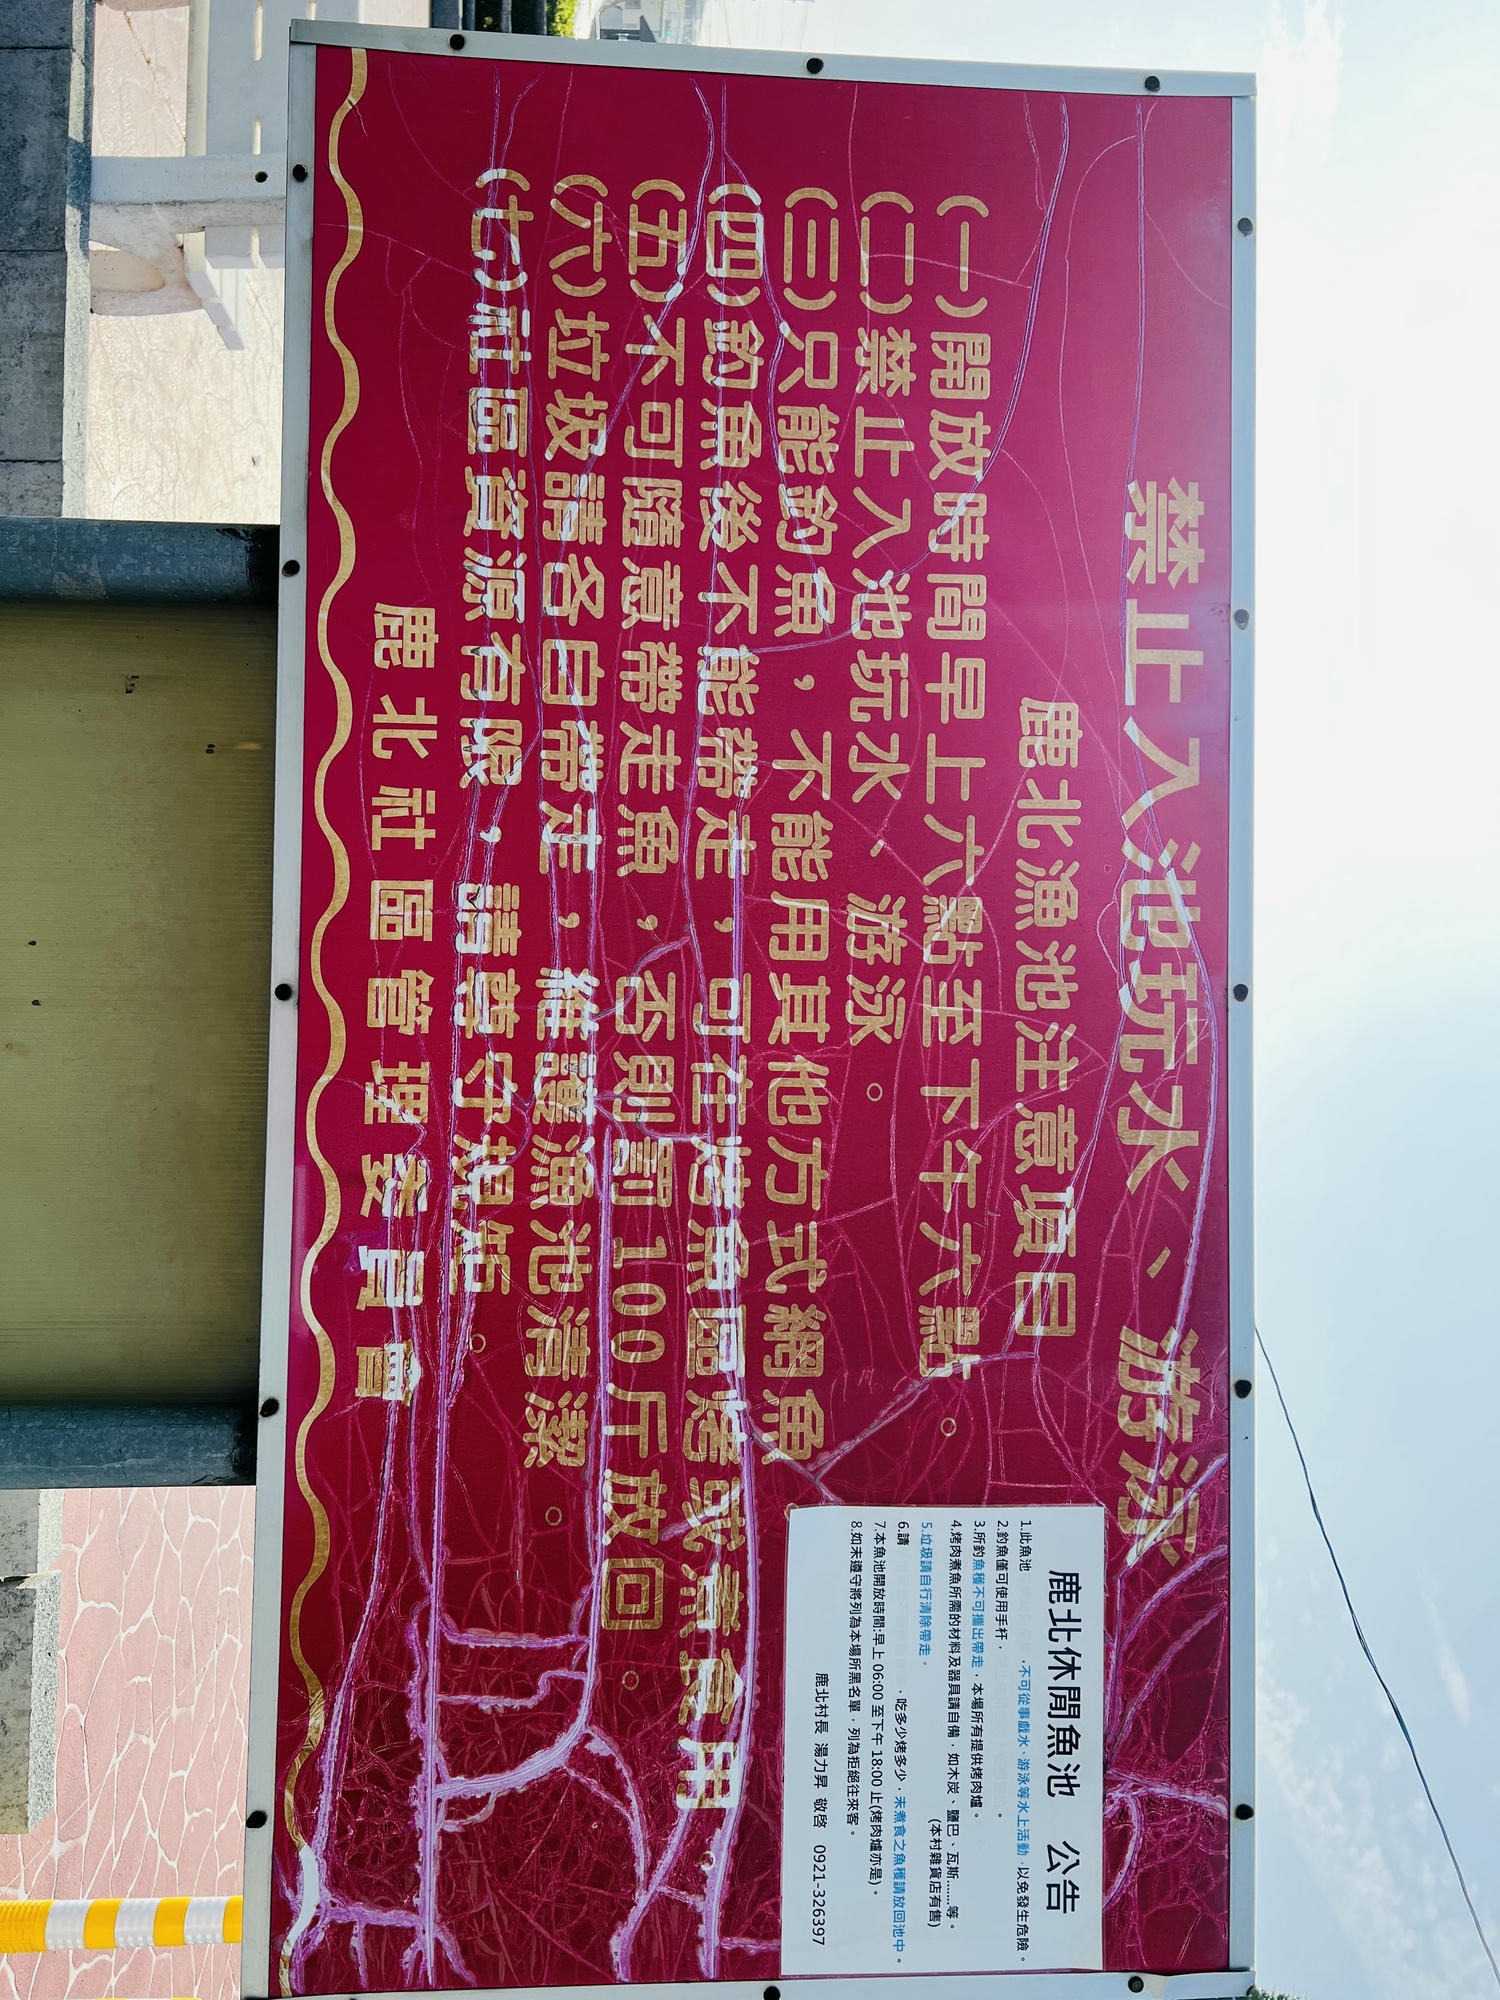 禁止入池玩水、游泳
鹿北漁池注意項目
(一)開放時間早上六點至下午六點。
(二)禁止入池玩水、游泳。
(三)只能釣魚,不能用其他方式網魚
(四)釣魚後不能帶走,可在烤魚區烤或煮食用。
(五)不可隨意帶走魚,否則罰100斤放回。
(六)垃圾請各自帶走,維護漁池清潔。
(七)社區資源有限,請尊守規矩。
鹿北社區管理委員會
鹿北休閒魚池 公告
1.此魚池 ,不可從事戲水、游泳等水上活動,以免發生危險。
2.釣魚僅可使用手杆, 。
3.所釣魚種不可攜出帶走,本場所有提供烤肉爐。
4.烤肉煮魚所需的材料及器具請自備,如木炭、鹽巴、瓦斯.......等。
(本村雜貨店有售)
5.垃圾請自行清除帶走。
6.請 ,吃多少烤多少,未煮食之魚種請放回池中。
7.本魚池開放時間:早上 06:00 至下午 18:00 止(烤肉爐亦是)。
8.如未遵守將列為本場所黑名單,列為拒絕往來客。
鹿北村長 湯力昇 敬啓 0921-326397